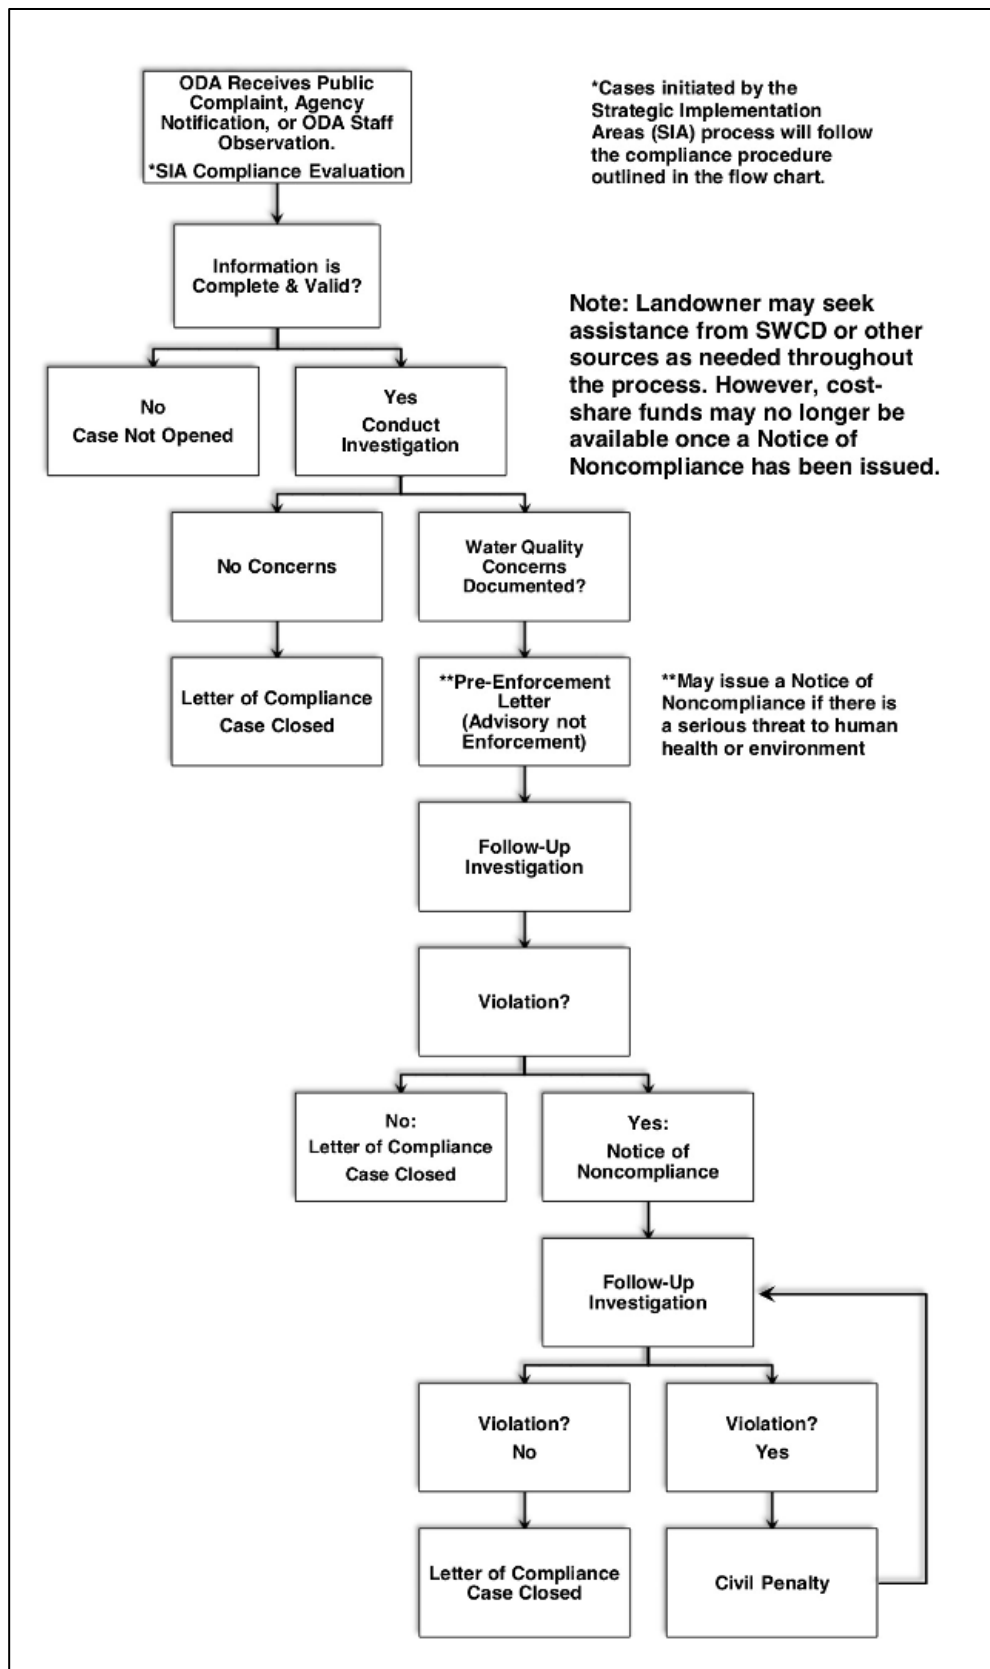 ODA Receives Public
Complaint, Agency
Notification, or ODA Staff
Observation.
*SIA Compliance Evaluation
*Cases initiated by the
Strategic Implementation
Areas (SIA) process will follow
the compliance procedure
outlined in the flow chart.
Information is
Complete & Valid?
Note: Landowner may seek
assistance from SWCD or other
sources as needed throughout
the process. However, cost-
share funds may no longer be
available once a Notice of
Noncompliance has been issued.
No
Case Not Opened
Yes
Conduct
Investigation
No Concerns
Water Quality
Concerns
Documented?
Letter of Compliance
Case Closed
**Pre-Enforcement
Letter
(Advisory not
Enforcement)
**May issue a Notice of
Noncompliance if there is
a serious threat to human
health or environment
Follow-Up
Investigation
Violation?
No:
Letter of Compliance
Case Closed
Yes:
Notice of
Noncompliance
Follow-Up
Investigation
Violation?
No
Violation?
Yes
Letter of Compliance
Case Closed
Civil Penalty